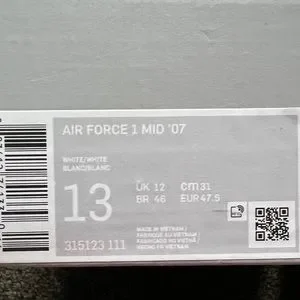 AIR FORCE 1 MID '07
WHITE/WHITE
BLANC/BLANC
13
UK 12 cm 31
BR 46 EUR 47.5
315123 111
MADE IN VIETNAM
FABRIQUÉ AU VIETNAM
FABRICADO NO VIETNÃ
HECHO EN VIETNAM